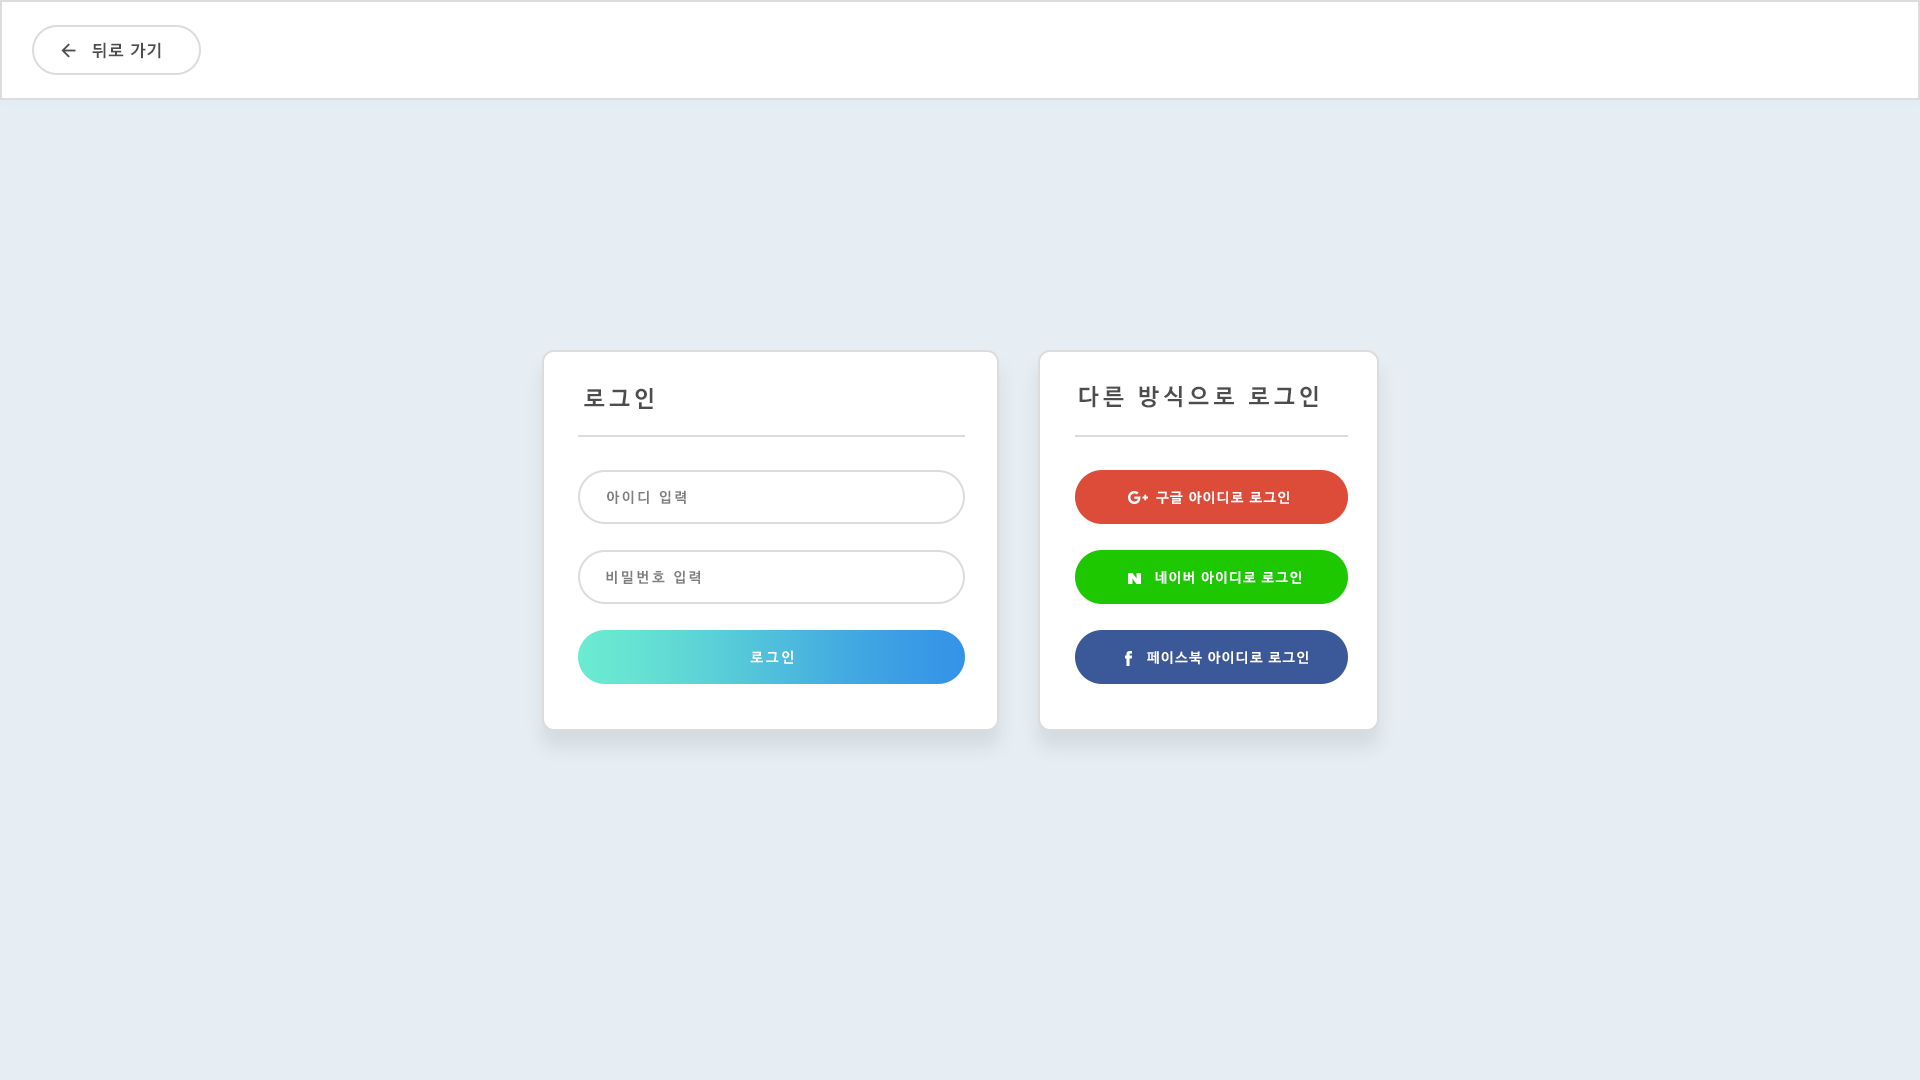 뒤로 가기
로그인
아이디 입력
비밀번호 입력
로그인
다른 방식으로 로그인
G+ 구글 아이디로 로그인
N 네이버 아이디로 로그인
f 페이스북 아이디로 로그인